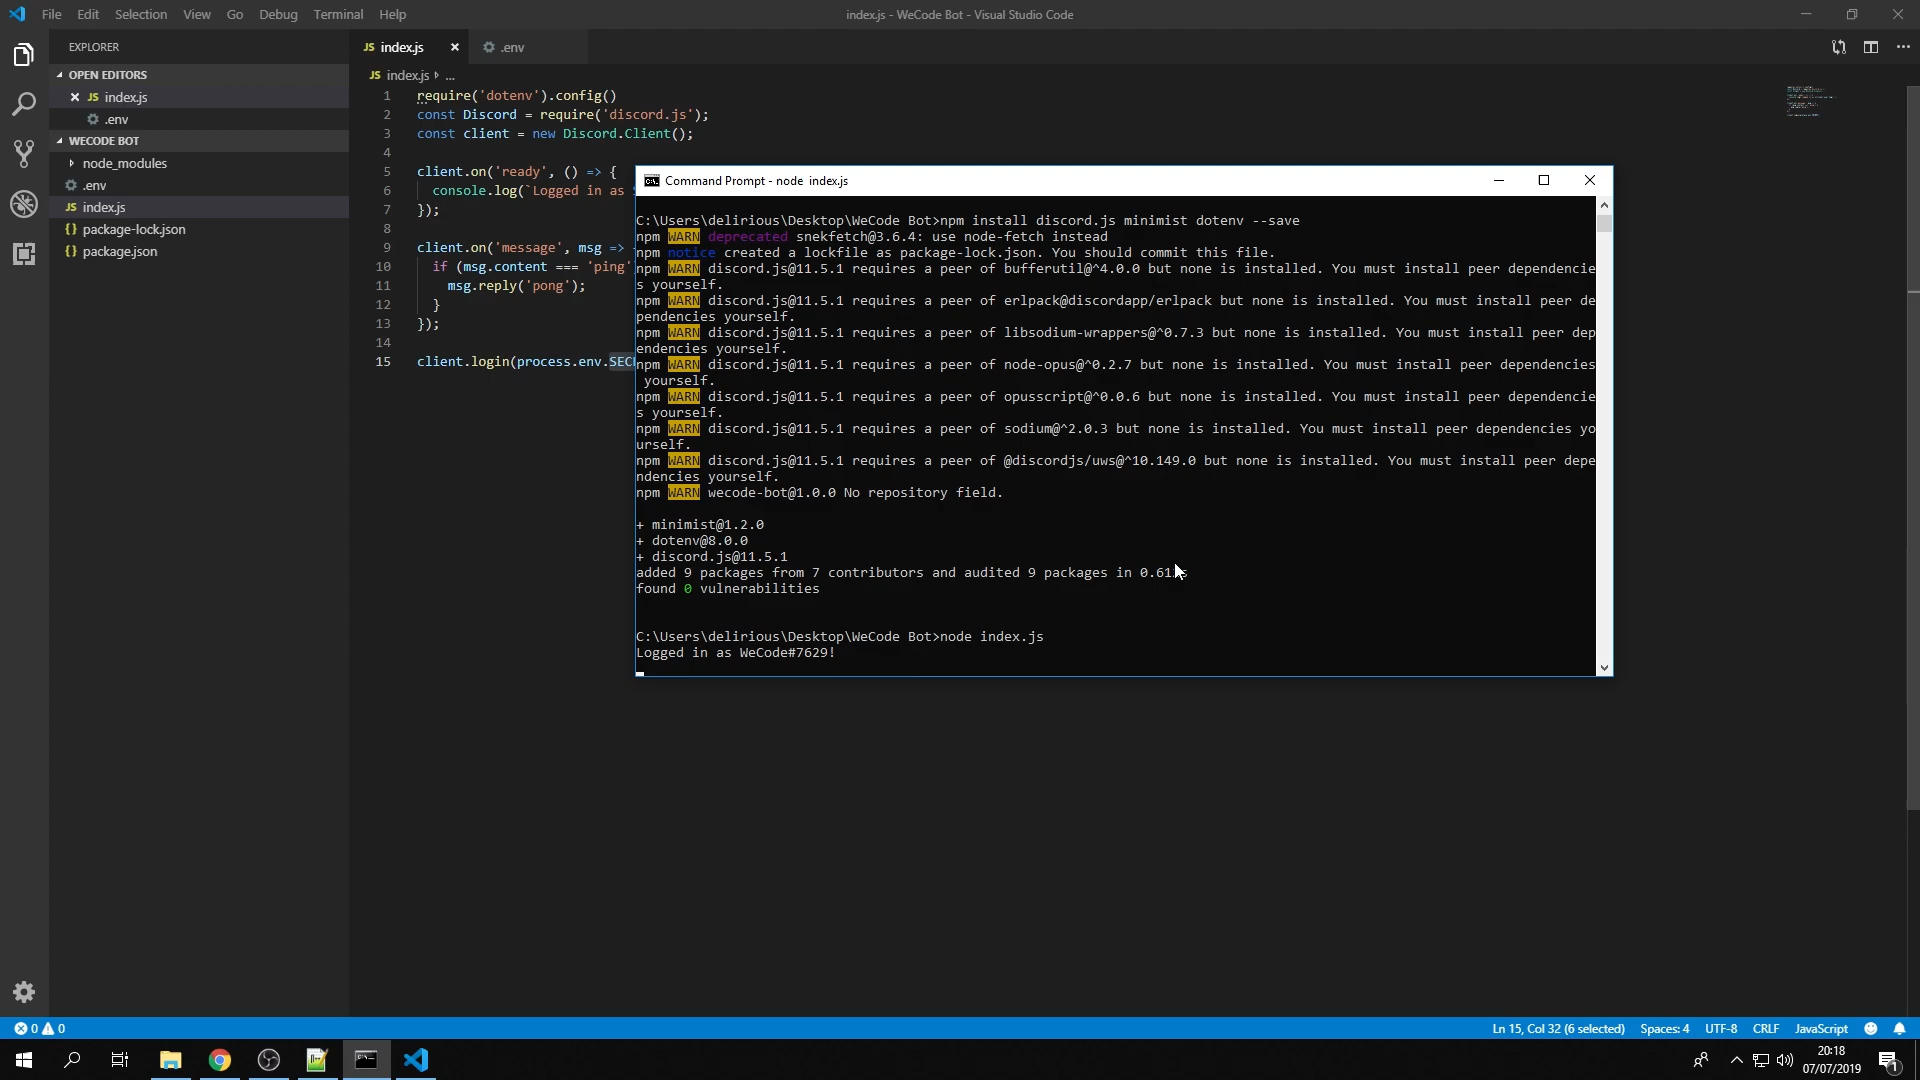 File Edit Selection View Go Debug Terminal Help
index.js - WeCode Bot - Visual Studio Code
EXPLORER
OPEN EDITORS
JS index.js
.env
WECODE BOT
node_modules
.env
JS index.js
{} package-lock.json
{} package.json
JS index.js
.env
JS index.js ...
1 require('dotenv').config()
2 const Discord = require('discord.js');
3 const client = new Discord.Client();
4
5 client.on('ready', () => {
6 console.log(`Logged in as
7 });
8
9 client.on('message', msg =>
10 if (msg.content === 'ping'
11 msg.reply('pong');
12 }
13 });
14
15 client.login(process.env.SEC
Command Prompt - node index.js
C:\Users\delirious\Desktop\WeCode Bot>npm install discord.js minimist dotenv --save
npm WARN deprecated snekfetch@3.6.4: use node-fetch instead
npm notice created a lockfile as package-lock.json. You should commit this file.
npm WARN discord.js@11.5.1 requires a peer of bufferutil@^4.0.0 but none is installed. You must install peer dependencie
s yourself.
npm WARN discord.js@11.5.1 requires a peer of erlpack@discordapp/erlpack but none is installed. You must install peer de
pendencies yourself.
npm WARN discord.js@11.5.1 requires a peer of libsodium-wrappers@^0.7.3 but none is installed. You must install peer dep
endencies yourself.
npm WARN discord.js@11.5.1 requires a peer of node-opus@^0.2.7 but none is installed. You must install peer dependencies
yourself.
npm WARN discord.js@11.5.1 requires a peer of opusscript@^0.0.6 but none is installed. You must install peer dependencie
s yourself.
npm WARN discord.js@11.5.1 requires a peer of sodium@^2.0.3 but none is installed. You must install peer dependencies yo
urself.
npm WARN discord.js@11.5.1 requires a peer of @discordjs/uws@^10.149.0 but none is installed. You must install peer depe
ndencies yourself.
npm WARN wecode-bot@1.0.0 No repository field.
+ minimist@1.2.0
+ dotenv@8.0.0
+ discord.js@11.5.1
added 9 packages from 7 contributors and audited 9 packages in
found 0 vulnerabilities
C:\Users\delirious\Desktop\WeCode Bot>node index.js
Logged in as WeCode#7629!
0 0
Ln 15, Col 32 (6 selected) Spaces: 4 UTF-8 CRLF JavaScript
20:18
07/07/2019
1